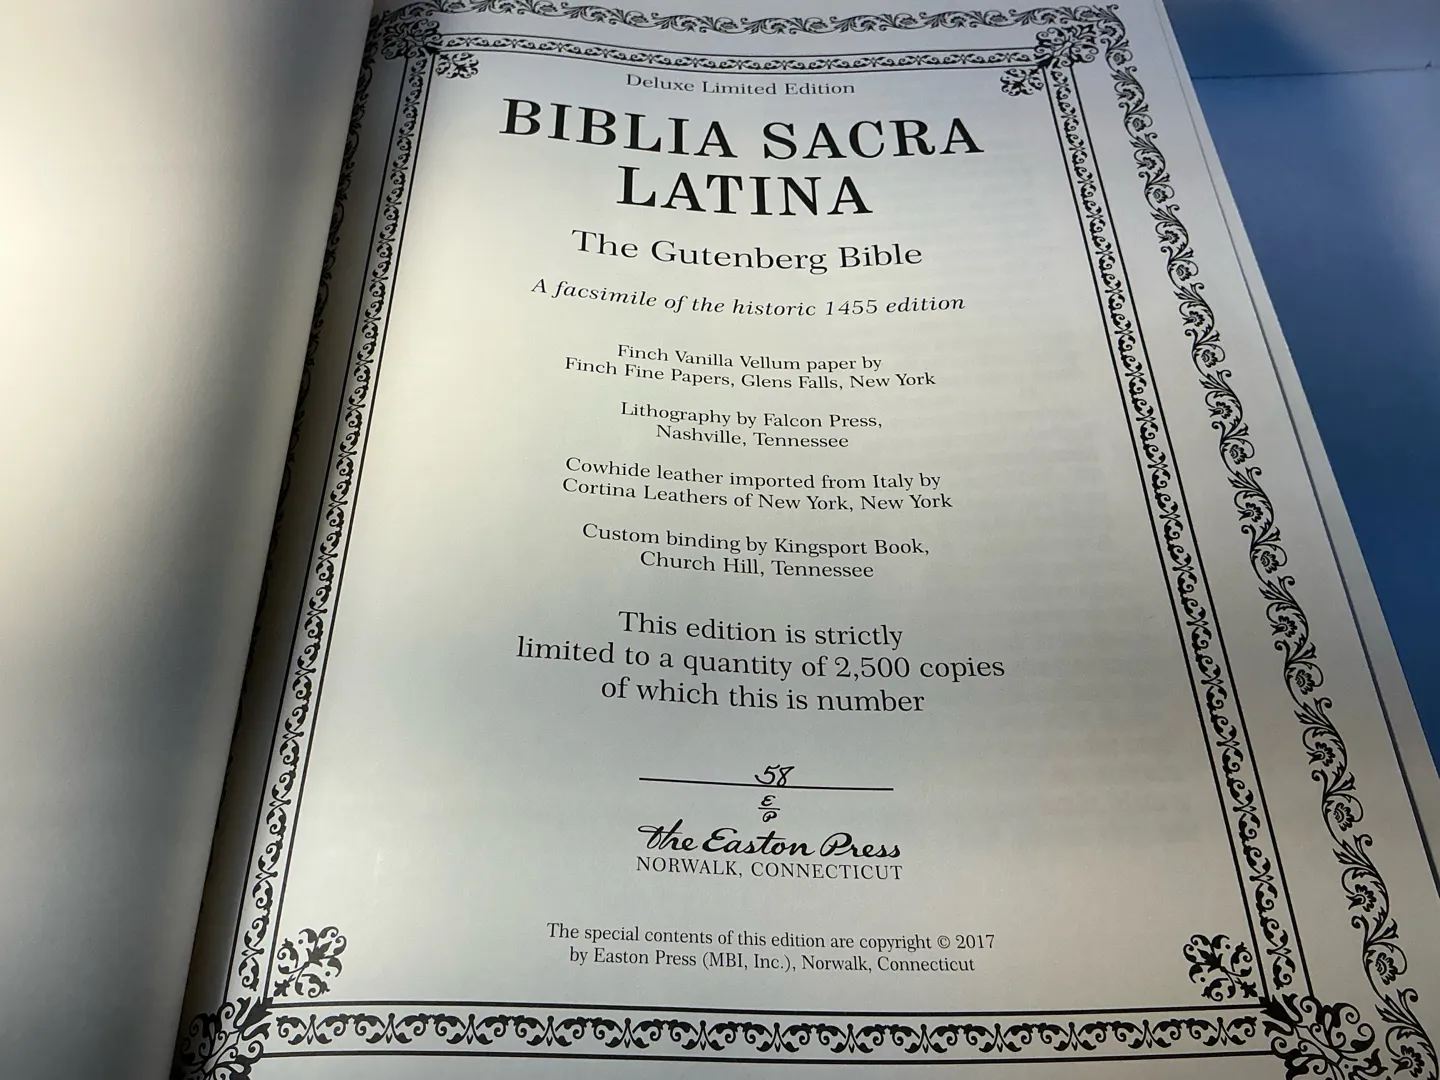 Deluxe Limited Edition
BIBLIA SACRA
LATINA
The Gutenberg Bible
A facsimile of the historic 1455 edition
Finch Vanilla Vellum paper by
Finch Fine Papers, Glens Falls, New York
Lithography by Falcon Press,
Nashville, Tennessee
Cowhide leather imported from Italy by
Cortina Leathers of New York, New York
Custom binding by Kingsport Book,
Church Hill, Tennessee
This edition is strictly
limited to a quantity of 2,500 copies
of which this is number
58
E
P
The Easton Press
NORWALK, CONNECTICUT
The special contents of this edition are copyright © 2017
by Easton Press (MBI, Inc.), Norwalk, Connecticut